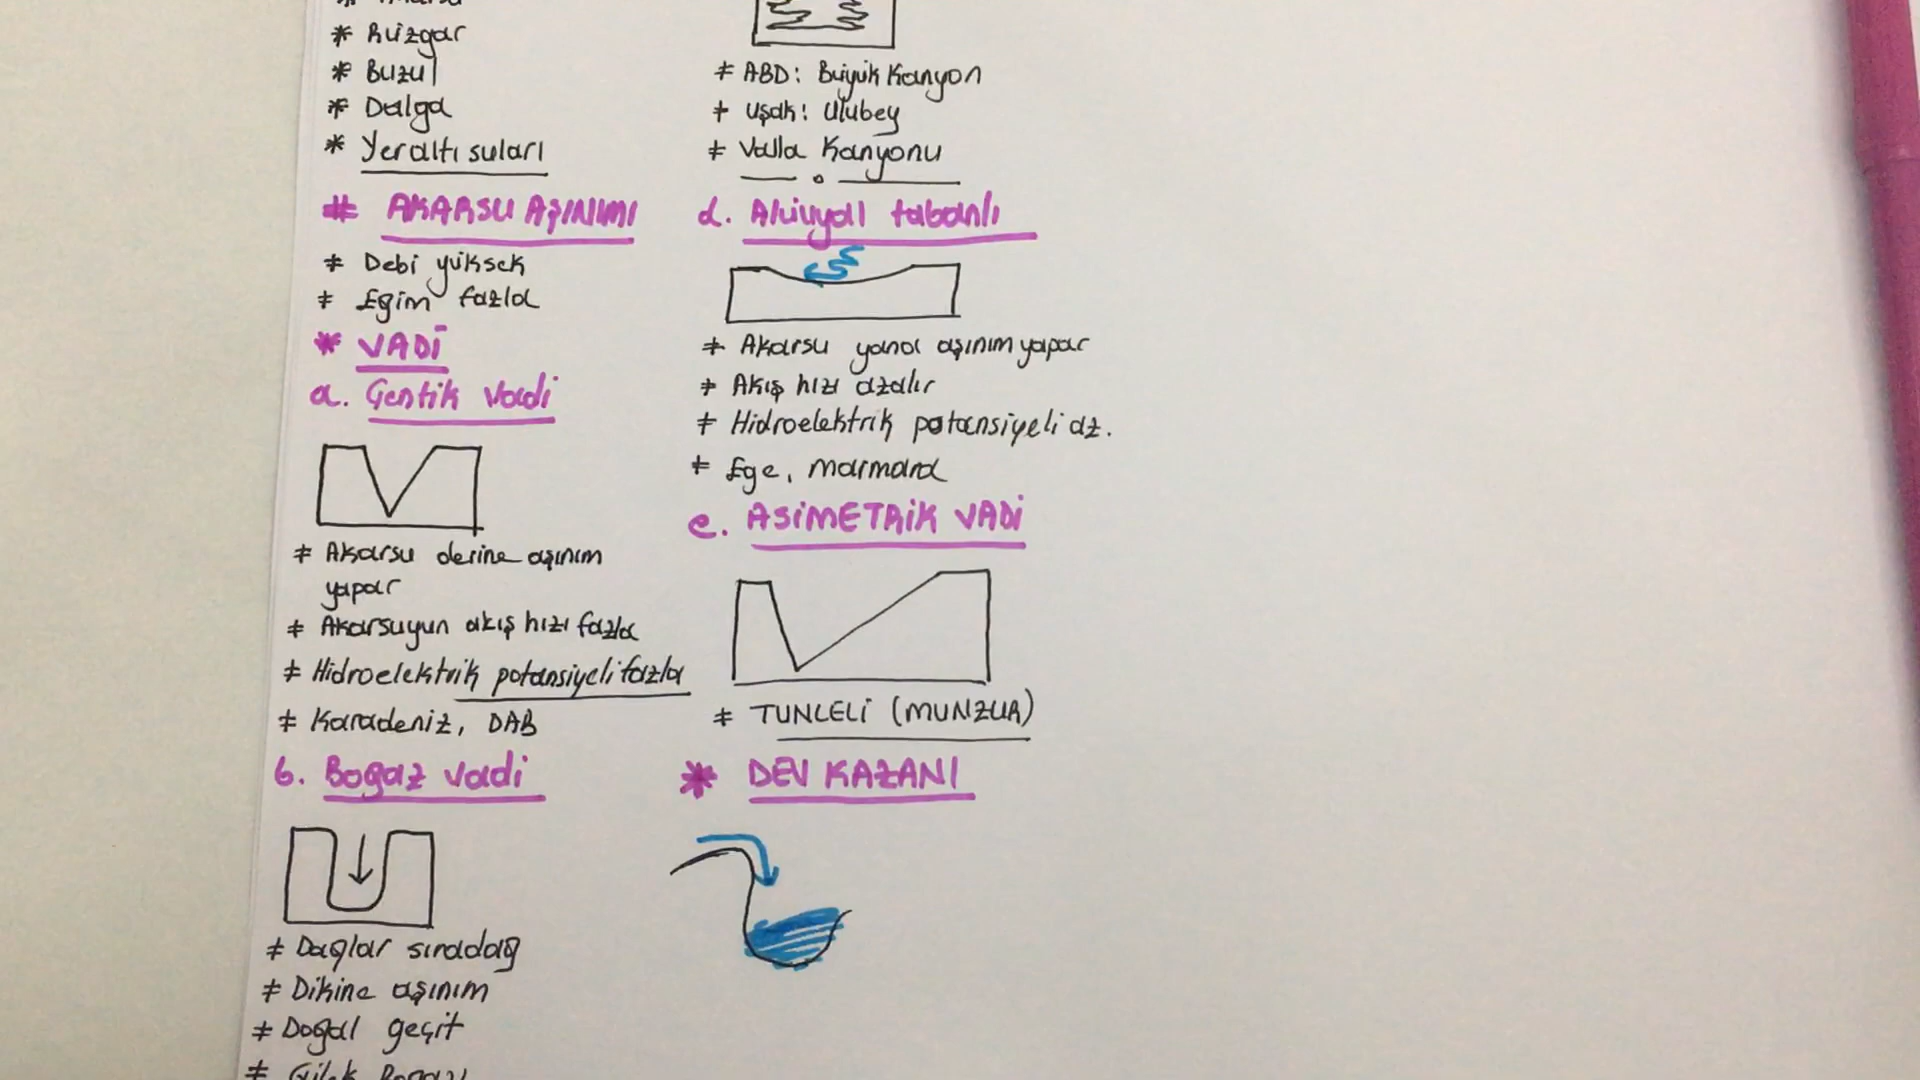 * Rüzgar
* Buzul
* Dalga
* Yeraltı suları
# AKARSU AŞINIMI
+ Debi yüksek
+ Eğim fazla
* VADİ
a. Çentik vadi
+ Akarsu derine aşınım
yapar
+ Akarsuyun akış hızı fazla
+ Hidroelektrik potansiyeli fazla
+ Karadeniz, DAB
b. Boğaz vadi
+ Dağlar sıradağ
+ Dikine aşınım
+ Doğal geçit
+ ABD: Büyük Kanyon
+ Uşak: Ulubey
+ Valla Kanyonu
d. Alüvyall tabanlı
+ Akarsu yana aşınım yapar
+ Akış hızı azalır
+ Hidroelektrik potansiyeli az.
+ Ege, marmara
e. ASİMETRİK VADİ
+ TUNCELİ (MUNZUR)
* DEV KAZANI